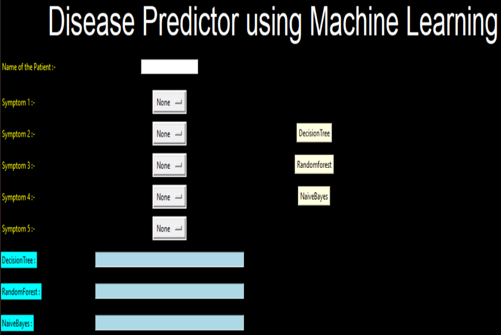 Disease Predictor using Machine Learning
Name of the Patient :-
Symptom 1 :- None
Symptom 2 :- None DecisionTree
Symptom 3 :- None Randomforest
Symptom 4 :- None NaiveBayes
Symptom 5 :- None
DecisionTree :
RandomForest :
NaiveBayes :